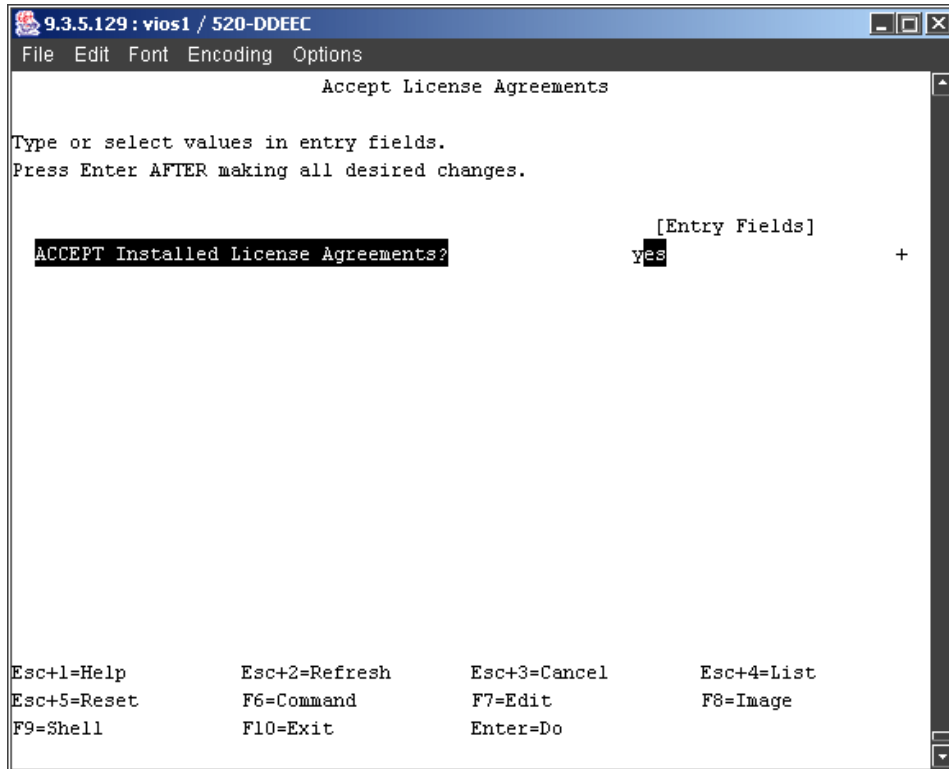 9.3.5.129 : vios1 / 520-DDEEC
File Edit Font Encoding Options
Accept License Agreements
Type or select values in entry fields.
Press Enter AFTER making all desired changes.
[Entry Fields]
ACCEPT Installed License Agreements? yes +
Esc+1=Help Esc+2=Refresh Esc+3=Cancel Esc+4=List
Esc+5=Reset F6=Command F7=Edit F8=Image
F9=Shell F10=Exit Enter=Do